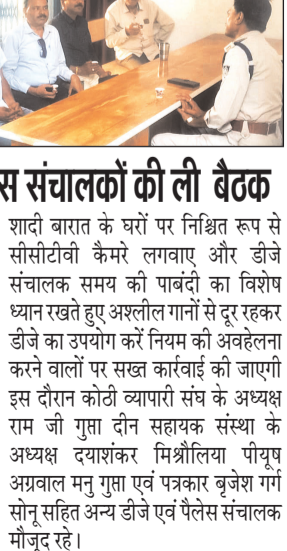 स संचालकों की ली बैठक
शादी बारात के घरों पर निश्चित रूप से
सीसीटीवी कैमरे लगवाए और डीजे
संचालक समय की पाबंदी का विशेष
ध्यान रखते हुए अश्लील गानों से दूर रहकर
डीजे का उपयोग करें नियम की अवहेलना
करने वालों पर सख्त कार्रवाई की जाएगी
इस दौरान कोठी व्यापारी संघ के अध्यक्ष
राम जी गुप्ता दीन सहायक संस्था के
अध्यक्ष दयाशंकर मिश्रौलिया पीयूष
अग्रवाल मनु गुप्ता एवं पत्रकार बृजेश गर्ग
सोनू सहित अन्य डीजे एवं पैलेस संचालक
मौजूद रहे।